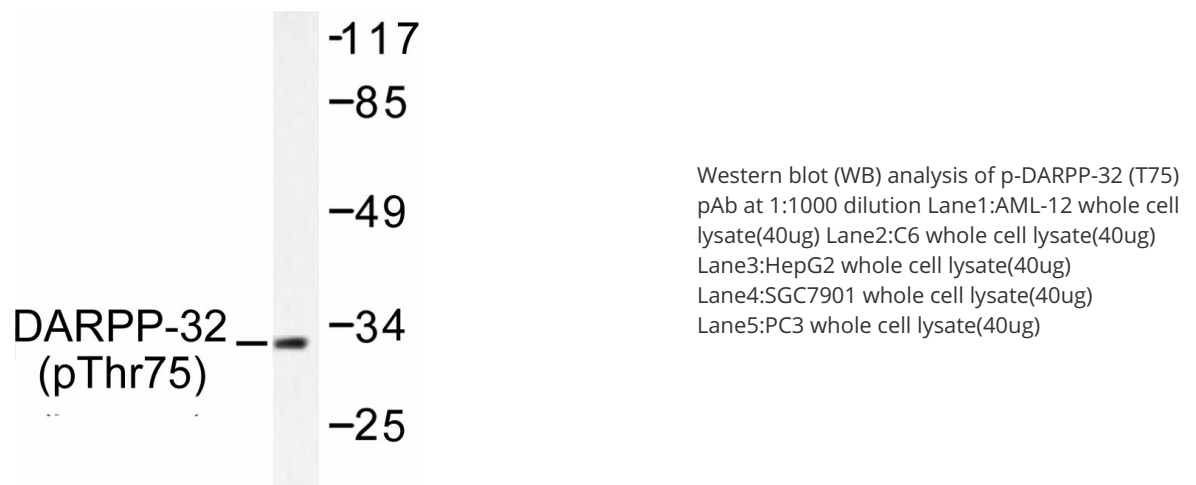 -117
-85
-49
DARPP-32
-34
(pThr75)
-25
Western blot (WB) analysis of p-DARPP-32 (T75)
pAb at 1:1000 dilution Lane1:AML-12 whole cell
lysate(40ug) Lane2:C6 whole cell lysate(40ug)
Lane3:HepG2 whole cell lysate(40ug)
Lane4:SGC7901 whole cell lysate(40ug)
Lane5:PC3 whole cell lysate(40ug)